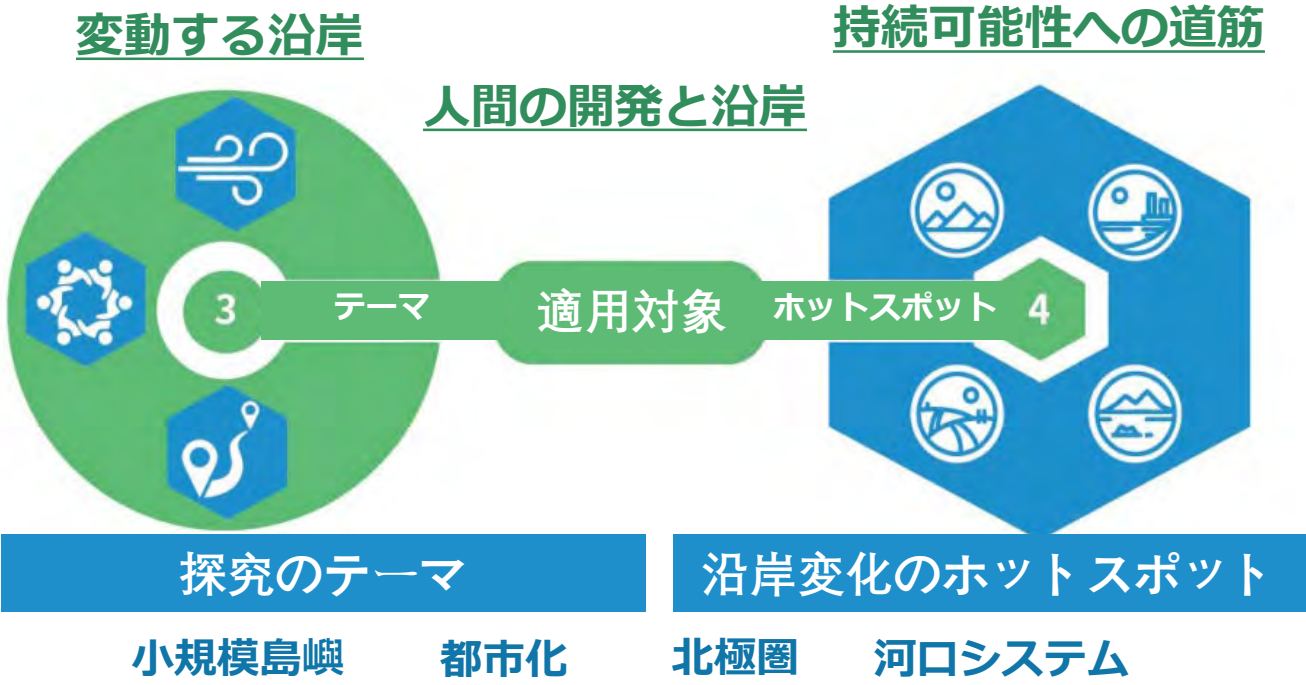 変動する沿岸
持続可能性への道筋
人間の開発と沿岸
3 テーマ 適用対象 ホットスポット 4
探究のテーマ
沿岸変化のホットスポット
小規模島嶼 都市化 北極圏 河口システム